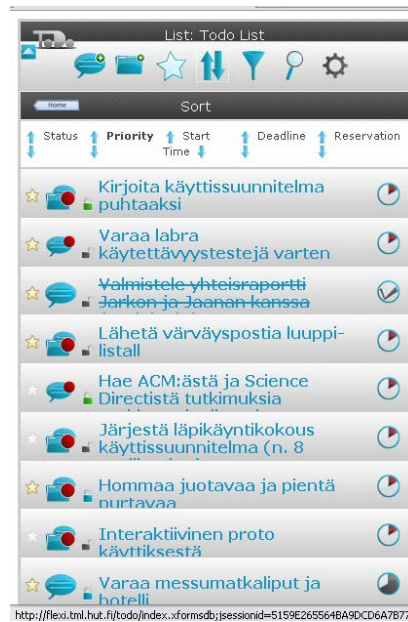 List: Todo List
Home
Sort
Status Priority Start Deadline Reservation
Time
Kirjoita käyttissuunnitelma
puhtaaksi
Varaa labra
käytettävyystestejä varten
Valmistele yhteisraportti
Jarkon ja Jaanan kanssa
Lähetä värväyspostia luuppi-
listall
Hae ACM:ästä ja Science
Directistä tutkimuksia
Järjestä läpikäyntikokous
käyttissuunnitelma (n. 8
Hommaa juotavaa ja pientä
purtavaa
Interaktiivinen proto
käyttiksestä
Varaa messumatkaliput ja
hotelli
http://flexi.tml.hut.fi/todo/index.xformsdb;jsessionid=5159E265564BA9DCD6A7B77